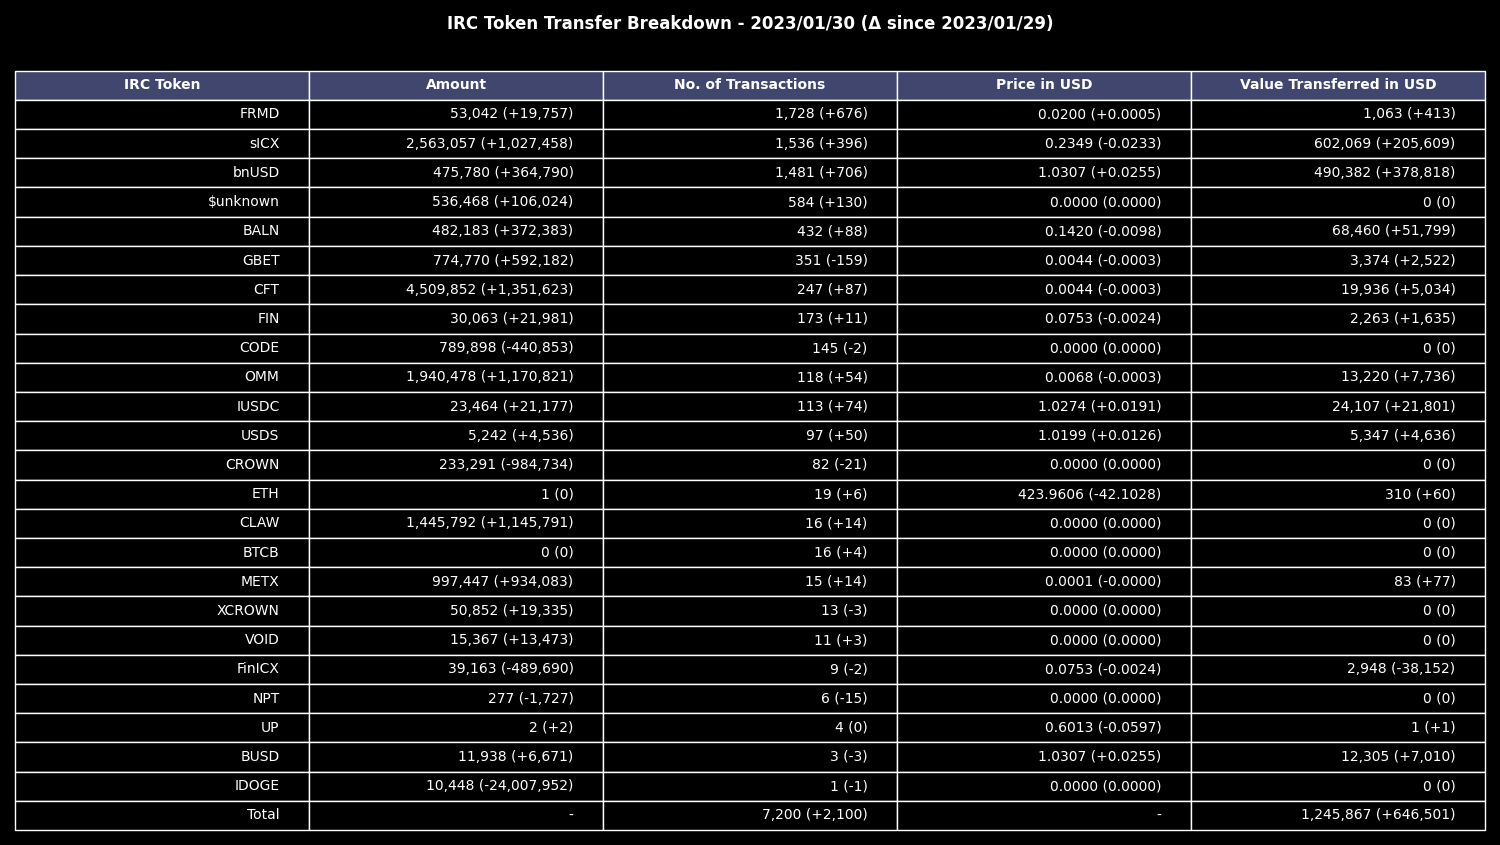 IRC Token Transfer Breakdown - 2023/01/30 (Δ since 2023/01/29)
IRC Token Amount No. of Transactions Price in USD Value Transferred in USD
FRMD 53,042 (+19,757) 1,728 (+676) 0.0200 (+0.0005) 1,063 (+413)
sICX 2,563,057 (+1,027,458) 1,536 (+396) 0.2349 (-0.0233) 602,069 (+205,609)
bnUSD 475,780 (+364,790) 1,481 (+706) 1.0307 (+0.0255) 490,382 (+378,818)
$unknown 536,468 (+106,024) 584 (+130) 0.0000 (0.0000) 0 (0)
BALN 482,183 (+372,383) 432 (+88) 0.1420 (-0.0098) 68,460 (+51,799)
GBET 774,770 (+592,182) 351 (-159) 0.0044 (-0.0003) 3,374 (+2,522)
CFT 4,509,852 (+1,351,623) 247 (+87) 0.0044 (-0.0003) 19,936 (+5,034)
FIN 30,063 (+21,981) 173 (+11) 0.0753 (-0.0024) 2,263 (+1,635)
CODE 789,898 (-440,853) 145 (-2) 0.0000 (0.0000) 0 (0)
OMM 1,940,478 (+1,170,821) 118 (+54) 0.0068 (-0.0003) 13,220 (+7,736)
IUSDC 23,464 (+21,177) 113 (+74) 1.0274 (+0.0191) 24,107 (+21,801)
USDS 5,242 (+4,536) 97 (+50) 1.0199 (+0.0126) 5,347 (+4,636)
CROWN 233,291 (-984,734) 82 (-21) 0.0000 (0.0000) 0 (0)
ETH 1 (0) 19 (+6) 423.9606 (-42.1028) 310 (+60)
CLAW 1,445,792 (+1,145,791) 16 (+14) 0.0000 (0.0000) 0 (0)
BTCB 0 (0) 16 (+4) 0.0000 (0.0000) 0 (0)
METX 997,447 (+934,083) 15 (+14) 0.0001 (-0.0000) 83 (+77)
XCROWN 50,852 (+19,335) 13 (-3) 0.0000 (0.0000) 0 (0)
VOID 15,367 (+13,473) 11 (+3) 0.0000 (0.0000) 0 (0)
FinICX 39,163 (-489,690) 9 (-2) 0.0753 (-0.0024) 2,948 (-38,152)
NPT 277 (-1,727) 6 (-15) 0.0000 (0.0000) 0 (0)
UP 2 (+2) 4 (0) 0.6013 (-0.0597) 1 (+1)
BUSD 11,938 (+6,671) 3 (-3) 1.0307 (+0.0255) 12,305 (+7,010)
IDOGE 10,448 (-24,007,952) 1 (-1) 0.0000 (0.0000) 0 (0)
Total - 7,200 (+2,100) - 1,245,867 (+646,501)